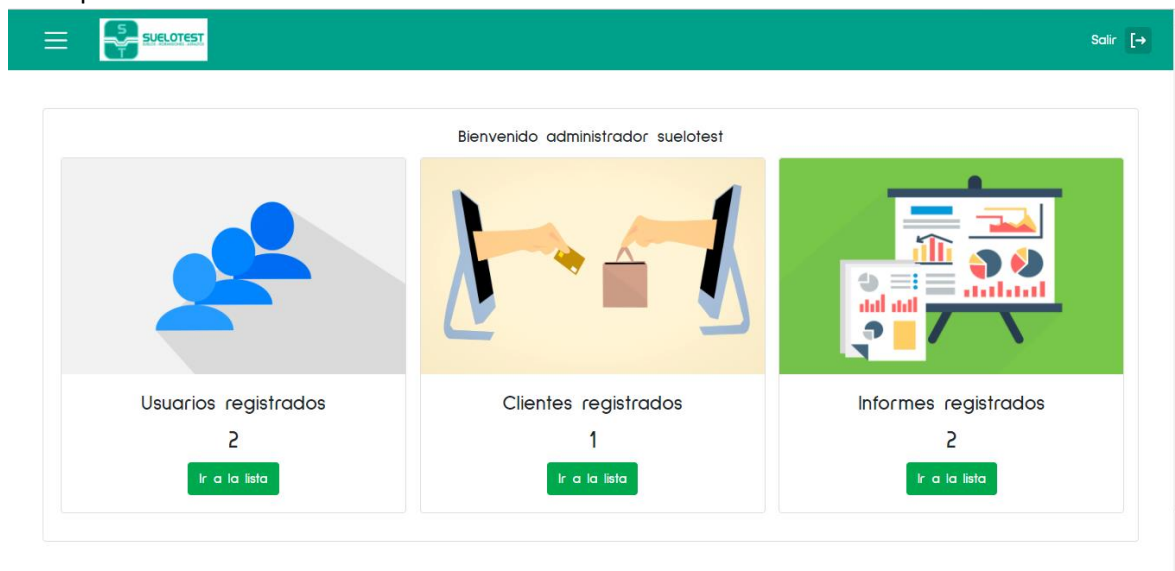 S
T
SUELOTEST
Salir
Bienvenido administrador suelotest
Usuarios registrados
2
Ir a la lista
Clientes registrados
1
Ir a la lista
Informes registrados
2
Ir a la lista